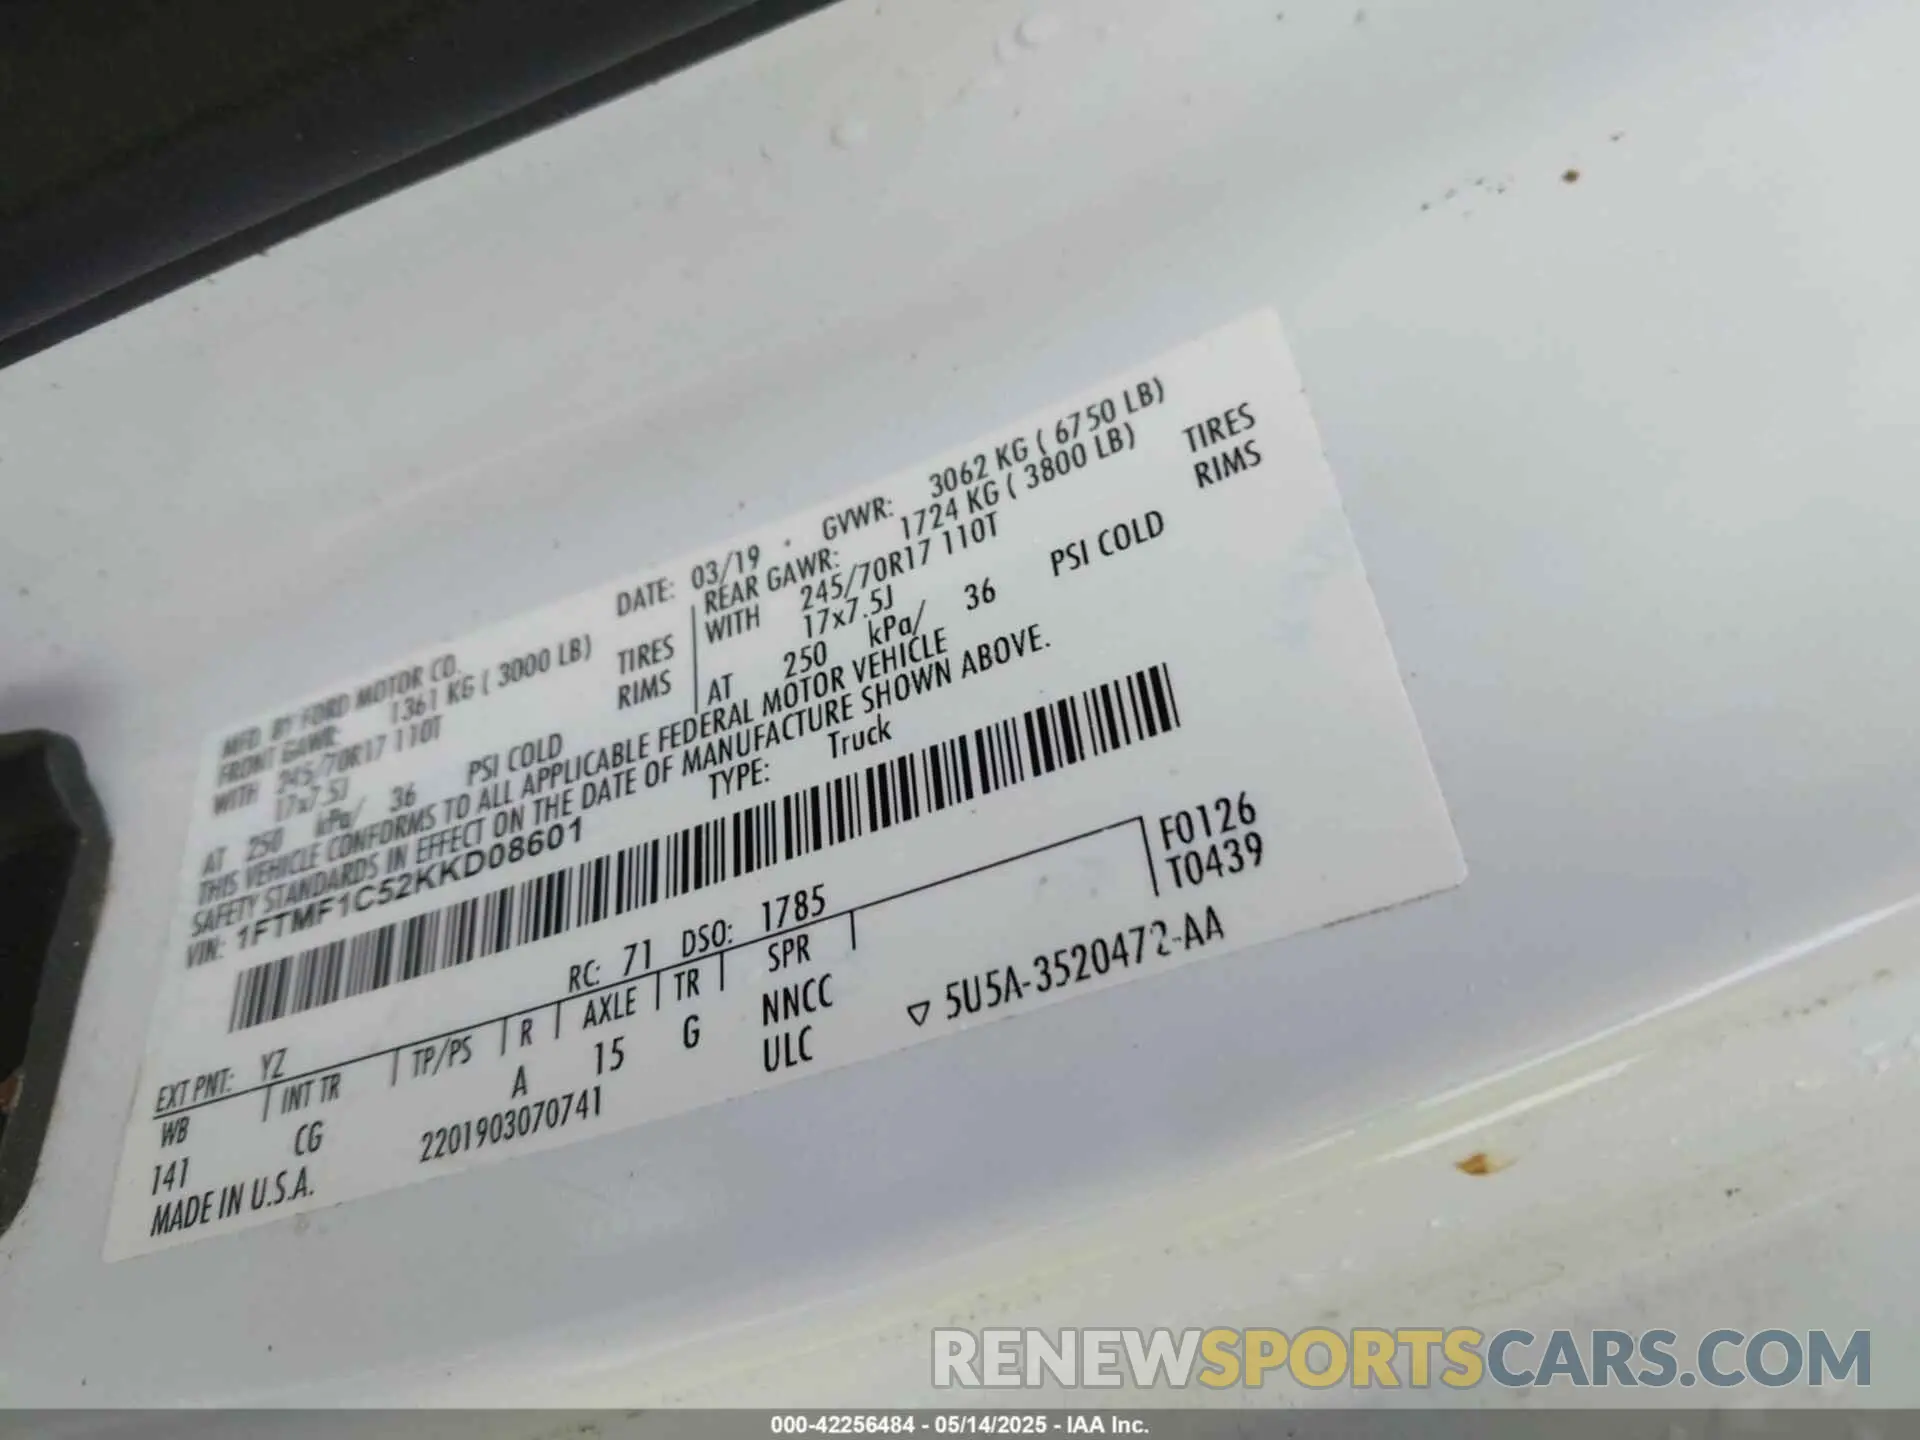 MFD. BY FORD MOTOR CO.
DATE: 03/19
GVWR: 3062 KG ( 6750 LB)
FRONT GAWR: 1361 KG ( 3000 LB)
REAR GAWR: 1724 KG ( 3800 LB)
WITH 245/70R17 110T TIRES
WITH 245/70R17 110T TIRES
17x7.5J RIMS
17x7.5J RIMS
AT 250 kPa/ 36 PSI COLD
AT 250 kPa/ 36 PSI COLD
THIS VEHICLE CONFORMS TO ALL APPLICABLE FEDERAL MOTOR VEHICLE
SAFETY STANDARDS IN EFFECT ON THE DATE OF MANUFACTURE SHOWN ABOVE.
VIN: 1FTMF1C52KKD08601
TYPE: Truck
F0126
T0439
EXT PNT: YZ RC: 71 DSO: 1785
WB INT TR TP/PS R AXLE TR SPR
141 CG A 15 G NNCC
ULC
MADE IN U.S.A. 2201903070741
▽ 5U5A-3520472-AA
RENEWSPORTSCARS.COM
000-42256484 - 05/14/2025 - IAA Inc.